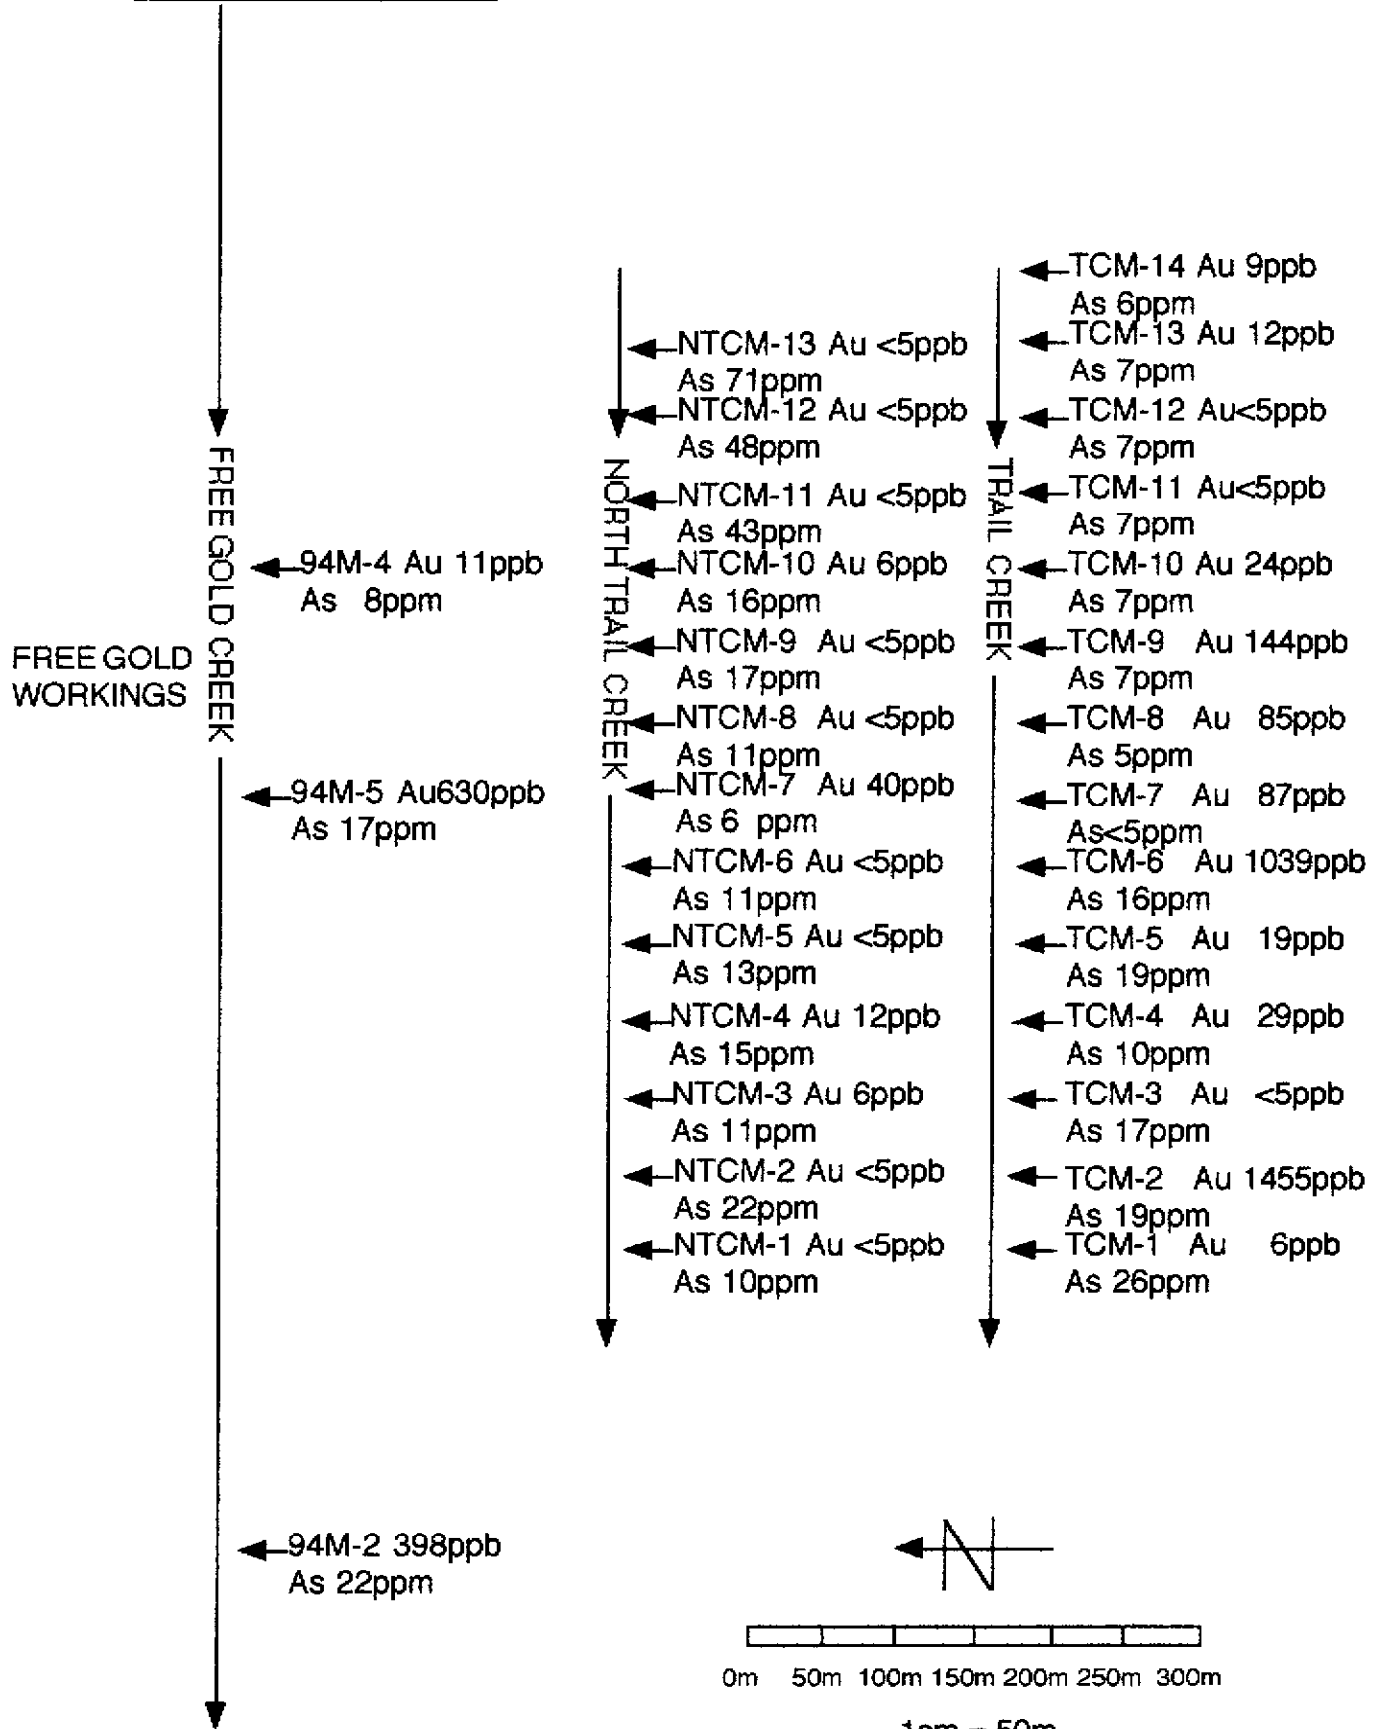 FREE GOLD CREEK
94M-4 Au 11ppb
As 8ppm
FREE GOLD
WORKINGS
94M-5 Au630ppb
As 17ppm
94M-2 398ppb
As 22ppm
NORTH TRAIL CREEK
NTCM-13 Au <5ppb
As 71ppm
NTCM-12 Au <5ppb
As 48ppm
NTCM-11 Au <5ppb
As 43ppm
NTCM-10 Au 6ppb
As 16ppm
NTCM-9 Au <5ppb
As 17ppm
NTCM-8 Au <5ppb
As 11ppm
NTCM-7 Au 40ppb
As 6 ppm
NTCM-6 Au <5ppb
As 11ppm
NTCM-5 Au <5ppb
As 13ppm
NTCM-4 Au 12ppb
As 15ppm
NTCM-3 Au 6ppb
As 11ppm
NTCM-2 Au <5ppb
As 22ppm
NTCM-1 Au <5ppb
As 10ppm
TRAIL CREEK
TCM-14 Au 9ppb
As 6ppm
TCM-13 Au 12ppb
As 7ppm
TCM-12 Au<5ppb
As 7ppm
TCM-11 Au<5ppb
As 7ppm
TCM-10 Au 24ppb
As 7ppm
TCM-9 Au 144ppb
As 7ppm
TCM-8 Au 85ppb
As 5ppm
TCM-7 Au 87ppb
As<5ppm
TCM-6 Au 1039ppb
As 16ppm
TCM-5 Au 19ppb
As 19ppm
TCM-4 Au 29ppb
As 10ppm
TCM-3 Au <5ppb
As 17ppm
TCM-2 Au 1455ppb
As 19ppm
TCM-1 Au 6ppb
As 26ppm
N
0m 50m 100m 150m 200m 250m 300m
1cm = 50m